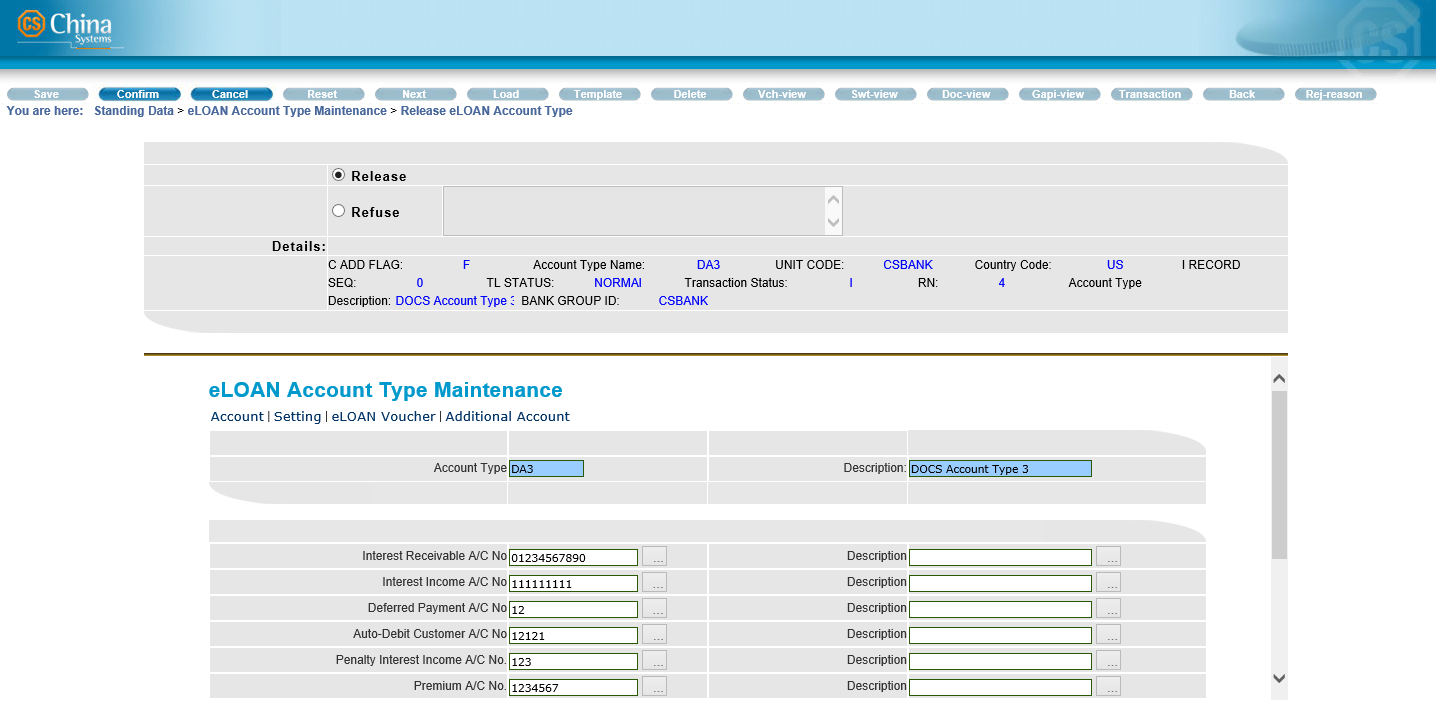 CS China
Systems
CS
Save Confirm Cancel Reset Next Load Template Delete Vch-view Swt-view Doc-view Gapi-view Transaction Back Rej-reason
You are here: Standing Data > eLOAN Account Type Maintenance > Release eLOAN Account Type
Release
Refuse
Details:
C ADD FLAG: F Account Type Name: DA3 UNIT CODE: CSBANK Country Code: US I RECORD
SEQ: 0 TL STATUS: NORMAl Transaction Status: I RN: 4 Account Type
Description: DOCS Account Type 3 BANK GROUP ID: CSBANK
eLOAN Account Type Maintenance
Account | Setting | eLOAN Voucher | Additional Account
Account Type DA3 Description: DOCS Account Type 3
Interest Receivable A/C No 01234567890 ... Description ...
Interest Income A/C No 111111111 ... Description ...
Deferred Payment A/C No 12 ... Description ...
Auto-Debit Customer A/C No 12121 ... Description ...
Penalty Interest Income A/C No. 123 ... Description ...
Premium A/C No. 1234567 ... Description ...